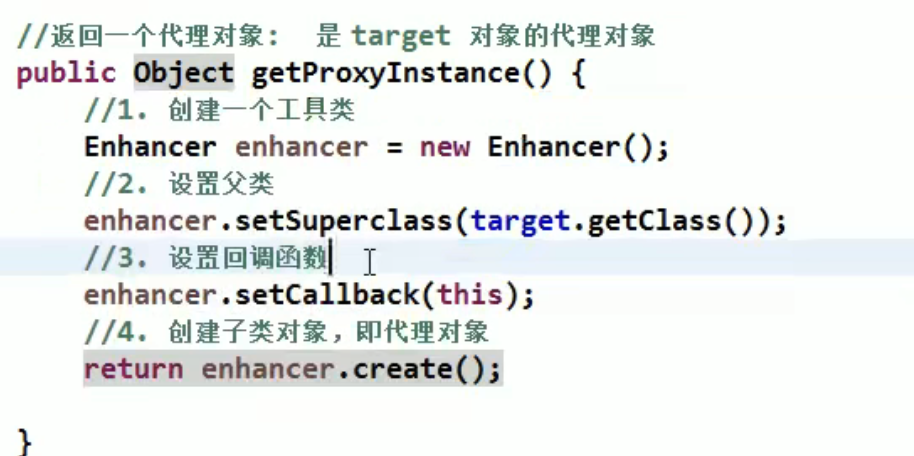 //返回一个代理对象： 是 target 对象的代理对象
public Object getProxyInstance() {
//1. 创建一个工具类
Enhancer enhancer = new Enhancer();
//2. 设置父类
enhancer.setSuperclass(target.getClass());
//3. 设置回调函数
enhancer.setCallback(this);
//4. 创建子类对象，即代理对象
return enhancer.create();
}